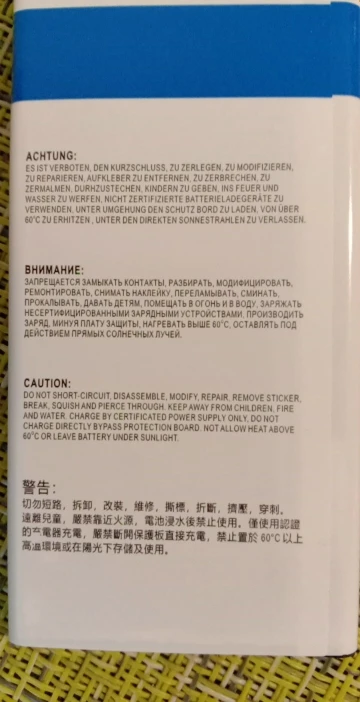 ACHTUNG:
ES IST VERBOTEN, DEN KURZSCHLUSS, ZU ZERLEGEN, ZU MODIFIZIEREN,
ZU REPARIEREN, AUFKLEBER ZU ENTFERNEN, ZU ZERBRECHEN, ZU
ZERMALMEN, DURHZUSTECHEN, KINDERN ZU GEBEN, INS FEUER UND
WASSER ZU WERFEN, NICHT ZERTIFIZIERTE BATTERIELADEGERÄTE ZU
VERWENDEN, UNTER UMGEHUNG DEN SCHUTZ BORD ZU LADEN, VON ÜBER
60°C ZU ERHITZEN , UNTER DEN DIREKTEN SONNESTRAHLEN ZU VERLASSEN.
ВНИМАНИЕ:
ЗАПРЕЩАЕТСЯ ЗАМЫКАТЬ КОНТАКТЫ, РАЗБИРАТЬ, МОДИФИЦИРОВАТЬ,
РЕМОНТИРОВАТЬ, СНИМАТЬ НАКЛЕЙКУ, ПЕРЕЛАМЫВАТЬ, СМИНАТЬ,
ПРОКАЛЫВАТЬ, ДАВАТЬ ДЕТЯМ, ПОМЕЩАТЬ В ОГОНЬ И В ВОДУ, ЗАРЯЖАТЬ
НЕСЕРТИФИЦИРОВАННЫМИ ЗАРЯДНЫМИ УСТРОЙСТВАМИ, ПРОИЗВОДИТЬ
ЗАРЯД, МИНУЯ ПЛАТУ ЗАЩИТЫ, НАГРЕВАТЬ ВЫШЕ 60°С, ОСТАВЛЯТЬ ПОД
ДЕЙСТВИЕМ ПРЯМЫХ СОЛНЕЧНЫХ ЛУЧЕЙ.
CAUTION:
DO NOT SHORT-CIRCUIT, DISASSEMBLE, MODIFY, REPAIR, REMOVE STICKER,
BREAK, SQUISH AND PIERCE THROUGH. KEEP AWAY FROM CHILDREN, FIRE
AND WATER. CHARGE BY CERTIFICATED POWER SUPPLY ONLY, DO NOT
CHARGE DIRECTLY BYPASS PROTECTION BOARD. NOT ALLOW HEAT ABOVE
60°C OR LEAVE BATTERY UNDER SUNLIGHT.
警告:
切勿短路，拆卸，改裝，維修，撕標，折斷，擠壓，穿刺。
遠離兒童，嚴禁靠近火源，電池浸水後禁止使用。僅使用認證
的充電器充電，嚴禁斷開保護板直接充電，禁止置於 60°C 以上
高溫環境或在陽光下存儲及使用。